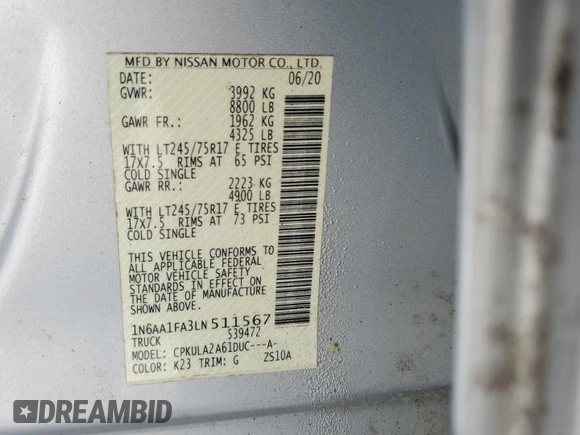 MFD BY NISSAN MOTOR CO., LTD.
DATE: 06/20
GVWR: 3992 KG
8800 LB
GAWR FR.: 1962 KG
4325 LB
WITH LT245/75R17 E TIRES
17X7.5 RIMS AT 65 PSI
COLD SINGLE
GAWR RR.: 2223 KG
4900 LB
WITH LT245/75R17 E TIRES
17X7.5 RIMS AT 73 PSI
COLD SINGLE
THIS VEHICLE CONFORMS TO
ALL APPLICABLE FEDERAL
MOTOR VEHICLE SAFETY
STANDARDS IN EFFECT ON
THE DATE OF MANUFACTURE
SHOWN ABOVE.
1N6AA1FA3LN511567
TRUCK 539472
MODEL: CPKULA2A61DUC---A-
COLOR: K23 TRIM: G ZS10A
DREAMBID